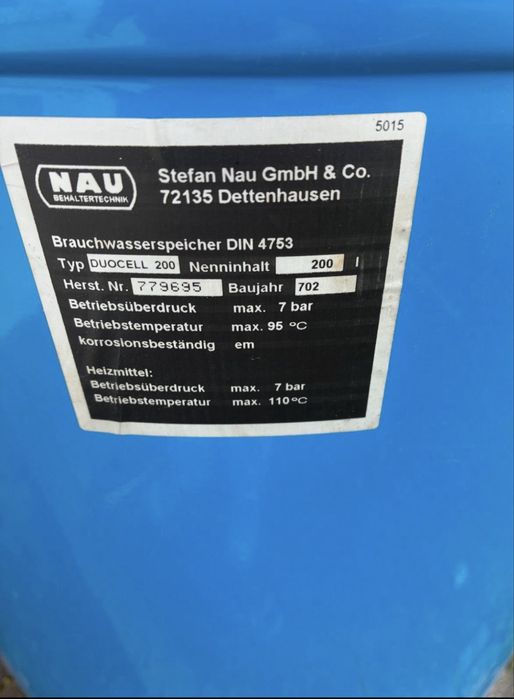 5015
NAU
BEHÄLTERTECHNIK
Stefan Nau GmbH & Co.
72135 Dettenhausen
Brauchwasserspeicher DIN 4753
Typ DUOCELL 200 Nenninhalt 200 l
Herst. Nr. 779695 Baujahr 702
Betriebsüberdruck max. 7 bar
Betriebstemperatur max. 95 °C
korrosionsbeständig em
Heizmittel:
Betriebsüberdruck max. 7 bar
Betriebstemperatur max. 110°C